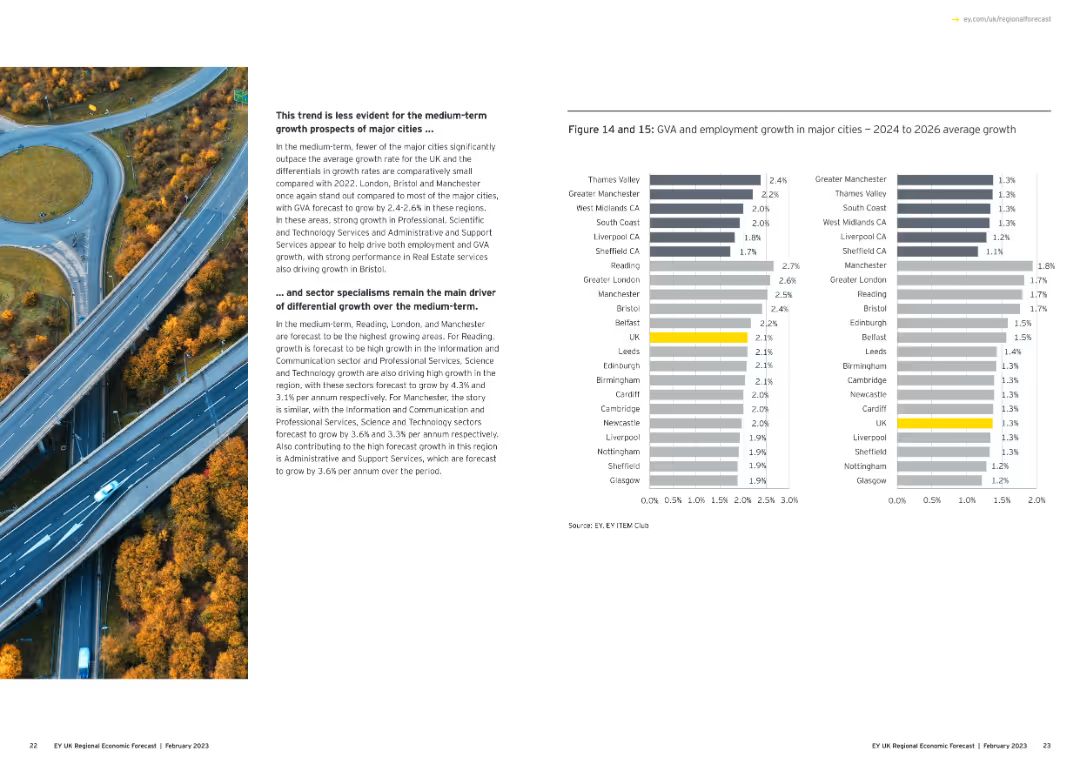 → ey.com/uk/regionalforecast
This trend is less evident for the medium-term
growth prospects of major cities ...
In the medium-term, fewer of the major cities significantly
outpace the average growth rate for the UK and the
differentials in growth rates are comparatively small
compared with 2022. London, Bristol and Manchester
once again stand out compared to most of the major cities,
with GVA forecast to grow by 2.4-2.6% in these regions.
In these areas, strong growth in Professional, Scientific
and Technology Services and Administrative and Support
Services appear to help drive both employment and GVA
growth, with strong performance in Real Estate services
also driving growth in Bristol.
... and sector specialisms remain the main driver
of differential growth over the medium-term.
In the medium-term, Reading, London, and Manchester
are forecast to be the highest growing areas. For Reading,
growth is forecast to be high growth in the Information and
Communication sector and Professional Services, Science
and Technology growth are also driving high growth in the
region, with these sectors forecast to grow by 4.3% and
3.1% per annum respectively. For Manchester, the story
is similar, with the Information and Communication and
Professional Services, Science and Technology sectors
forecast to grow by 3.6% and 3.3% per annum respectively.
Also contributing to the high forecast growth in this region
is Administrative and Support Services, which are forecast
to grow by 3.6% per annum over the period.
Figure 14 and 15: GVA and employment growth in major cities – 2024 to 2026 average growth
Thames Valley 2.4%
Greater Manchester 2.2%
West Midlands CA 2.0%
South Coast 2.0%
Liverpool CA 1.8%
Sheffield CA 1.7%
Reading 2.7%
Greater London 2.6%
Manchester 2.5%
Bristol 2.4%
Belfast 2.2%
UK 2.1%
Leeds 2.1%
Edinburgh 2.1%
Birmingham 2.1%
Cardiff 2.0%
Cambridge 2.0%
Newcastle 2.0%
Liverpool 1.9%
Nottingham 1.9%
Sheffield 1.9%
Glasgow 1.9%
0.0% 0.5% 1.0% 1.5% 2.0% 2.5% 3.0%
Greater Manchester 1.3%
Thames Valley 1.3%
South Coast 1.3%
West Midlands CA 1.3%
Liverpool CA 1.2%
Sheffield CA 1.1%
Manchester 1.8%
Greater London 1.7%
Reading 1.7%
Bristol 1.7%
Edinburgh 1.5%
Belfast 1.5%
Leeds 1.4%
Birmingham 1.3%
Cambridge 1.3%
Newcastle 1.3%
Cardiff 1.3%
UK 1.3%
Liverpool 1.3%
Sheffield 1.3%
Nottingham 1.2%
Glasgow 1.2%
0.0% 0.5% 1.0% 1.5% 2.0%
Source: EY, EY ITEM Club
22 EY UK Regional Economic Forecast | February 2023
EY UK Regional Economic Forecast | February 2023 23